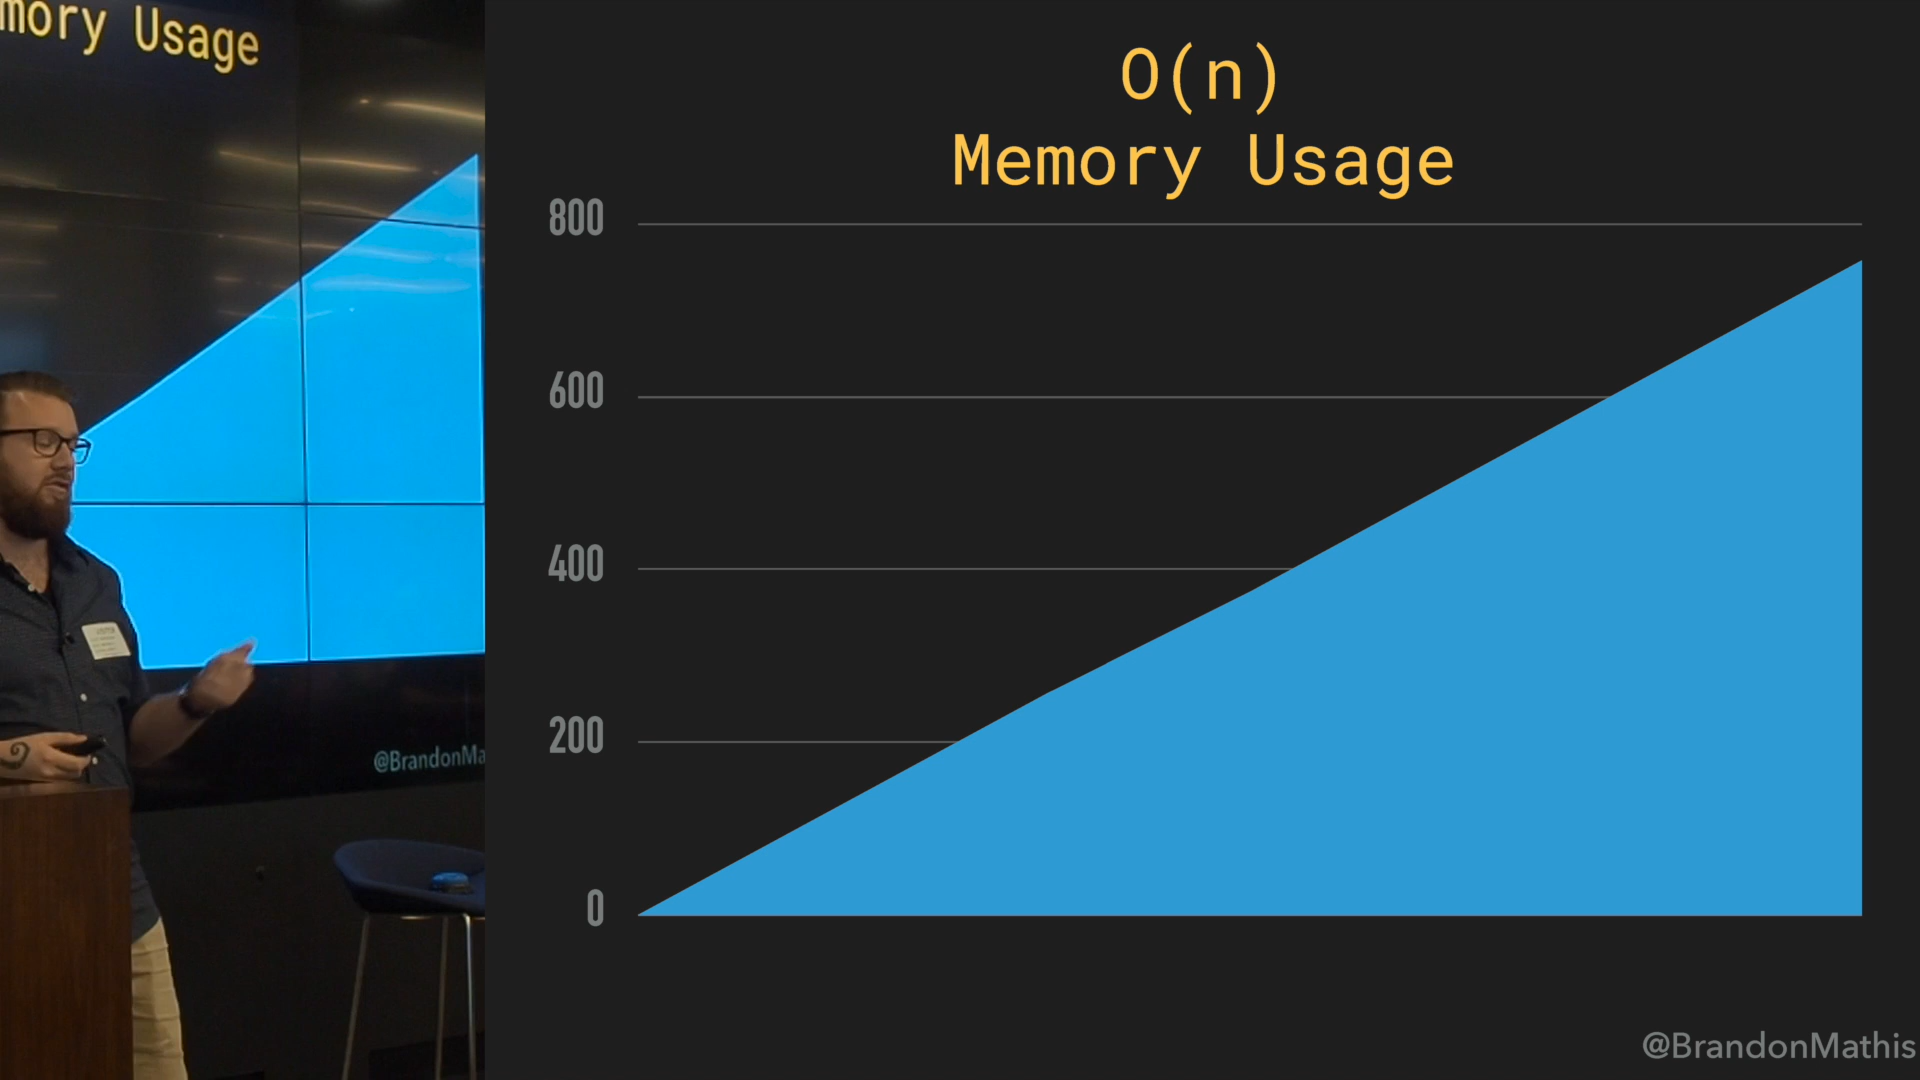 mory Usage
@BrandonMa
O(n)
Memory Usage
800
600
400
200
0
@BrandonMathis